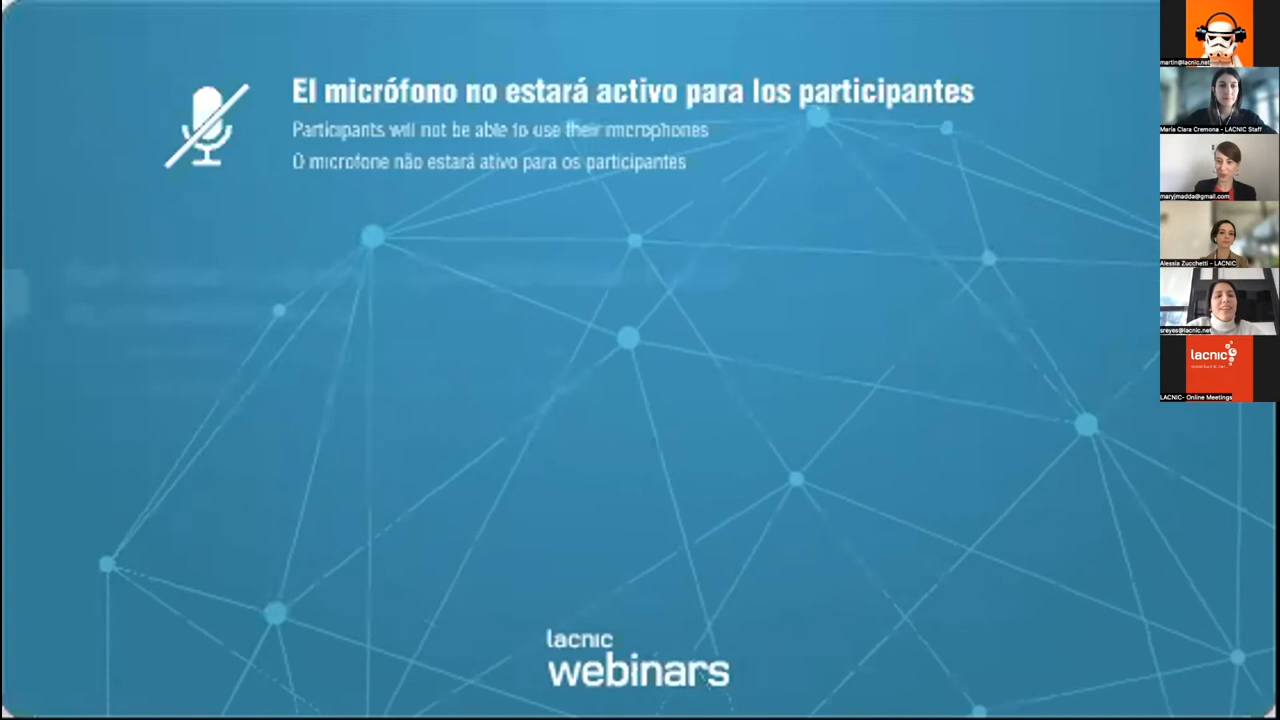 El micrófono no estará activo para los participantes
Participants will not be able to use their microphones
O microfone não estará ativo para os participantes
lacnic
webinars
martin@lacnic.net
María Clara Cremona - LACNIC Staff
maryjmadda@gmail.com
Alessia Zucchetti - LACNIC
sreyes@lacnic.net
lacnic
LACNIC- Online Meetings